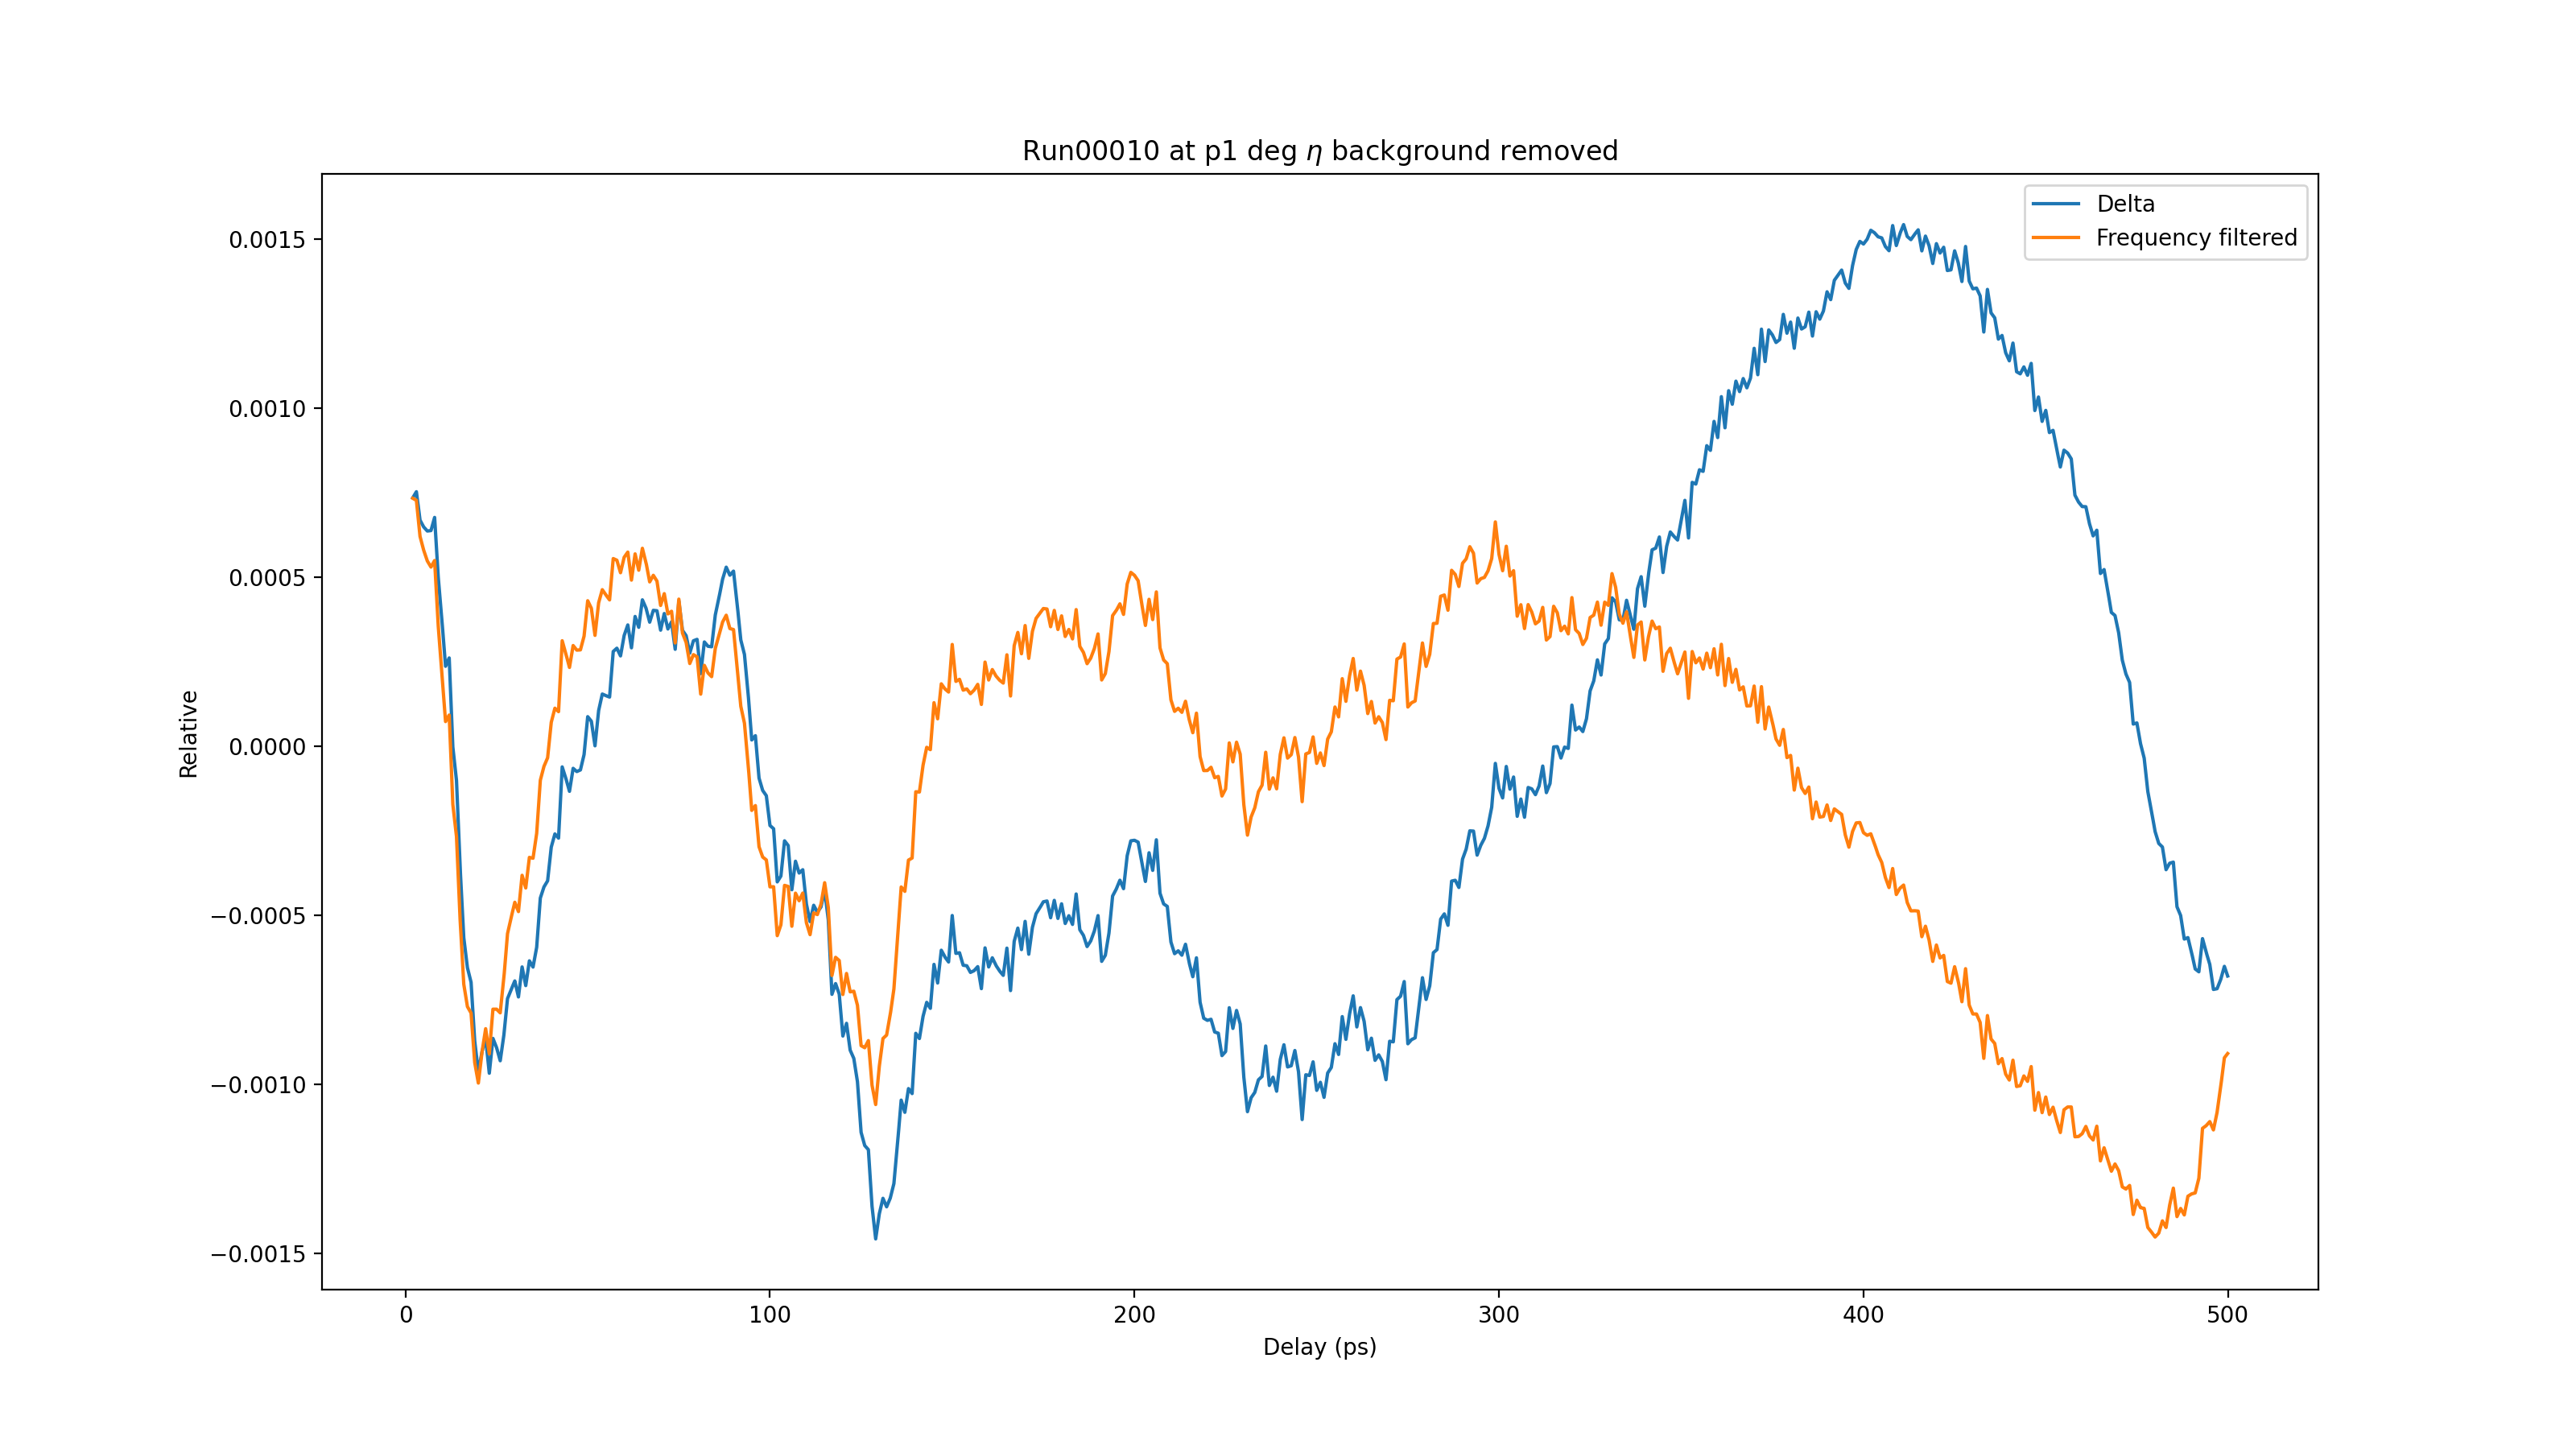 Run00010 at p1 deg η background removed
Delta
Frequency filtered
Relative
0.0015
0.0010
0.0005
0.0000
−0.0005
−0.0010
−0.0015
0 100 200 300 400 500
Delay (ps)